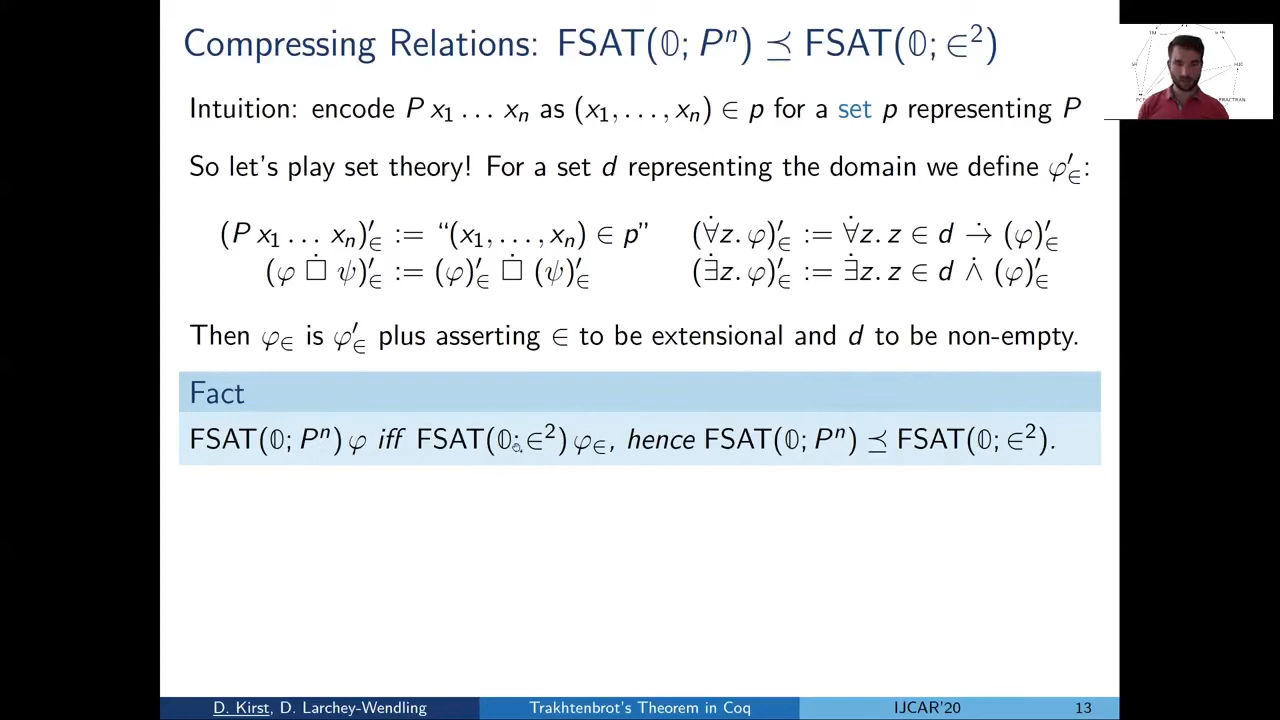 Compressing Relations: FSAT(𝟘; Pⁿ) ⪯ FSAT(𝟘; ∈²)
Intuition: encode P x₁ … xₙ as (x₁, …, xₙ) ∈ p for a set p representing P
So let's play set theory! For a set d representing the domain we define φ′∈:
(P x₁ … xₙ)′∈ := “(x₁, …, xₙ) ∈ p” (∀̇z. φ)′∈ := ∀̇z. z ∈ d →̇ (φ)′∈
(φ □̇ ψ)′∈ := (φ)′∈ □̇ (ψ)′∈ (∃̇z. φ)′∈ := ∃̇z. z ∈ d ∧̇ (φ)′∈
Then φ∈ is φ′∈ plus asserting ∈ to be extensional and d to be non-empty.
Fact
FSAT(𝟘; Pⁿ) φ iff FSAT(𝟘; ∈²) φ∈, hence FSAT(𝟘; Pⁿ) ⪯ FSAT(𝟘; ∈²).
D. Kirst, D. Larchey-Wendling Trakhtenbrot's Theorem in Coq IJCAR'20 13